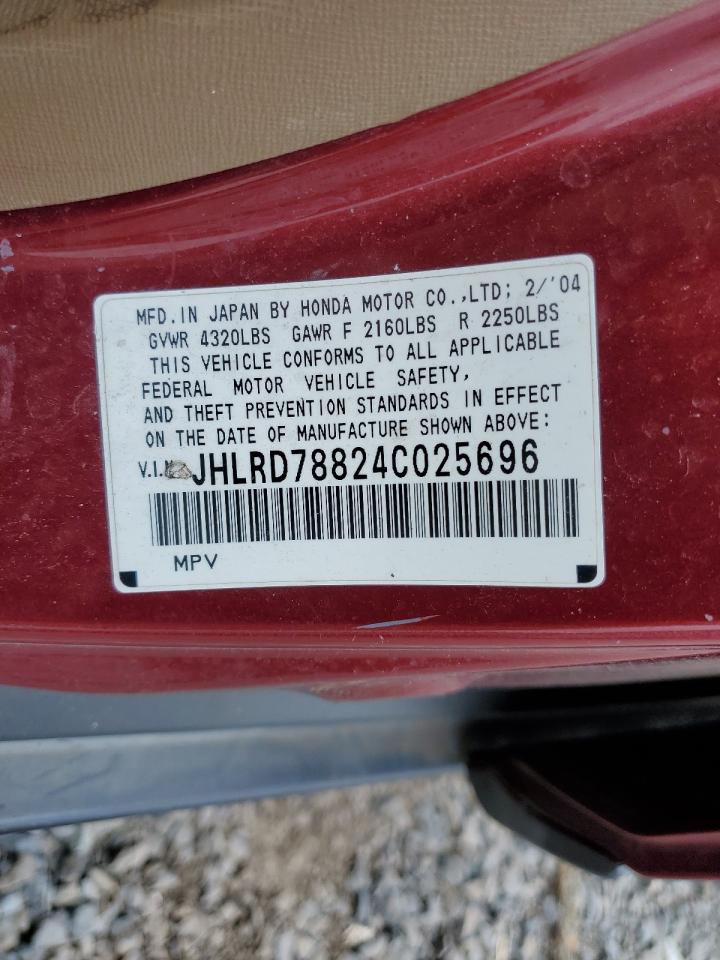 MFD.IN JAPAN BY HONDA MOTOR CO.,LTD; 2/'04
GVWR 4320LBS GAWR F 2160LBS R 2250LBS
THIS VEHICLE CONFORMS TO ALL APPLICABLE
FEDERAL MOTOR VEHICLE SAFETY,
AND THEFT PREVENTION STANDARDS IN EFFECT
ON THE DATE OF MANUFACTURE SHOWN ABOVE:
JHLRD78824C025696
MPV